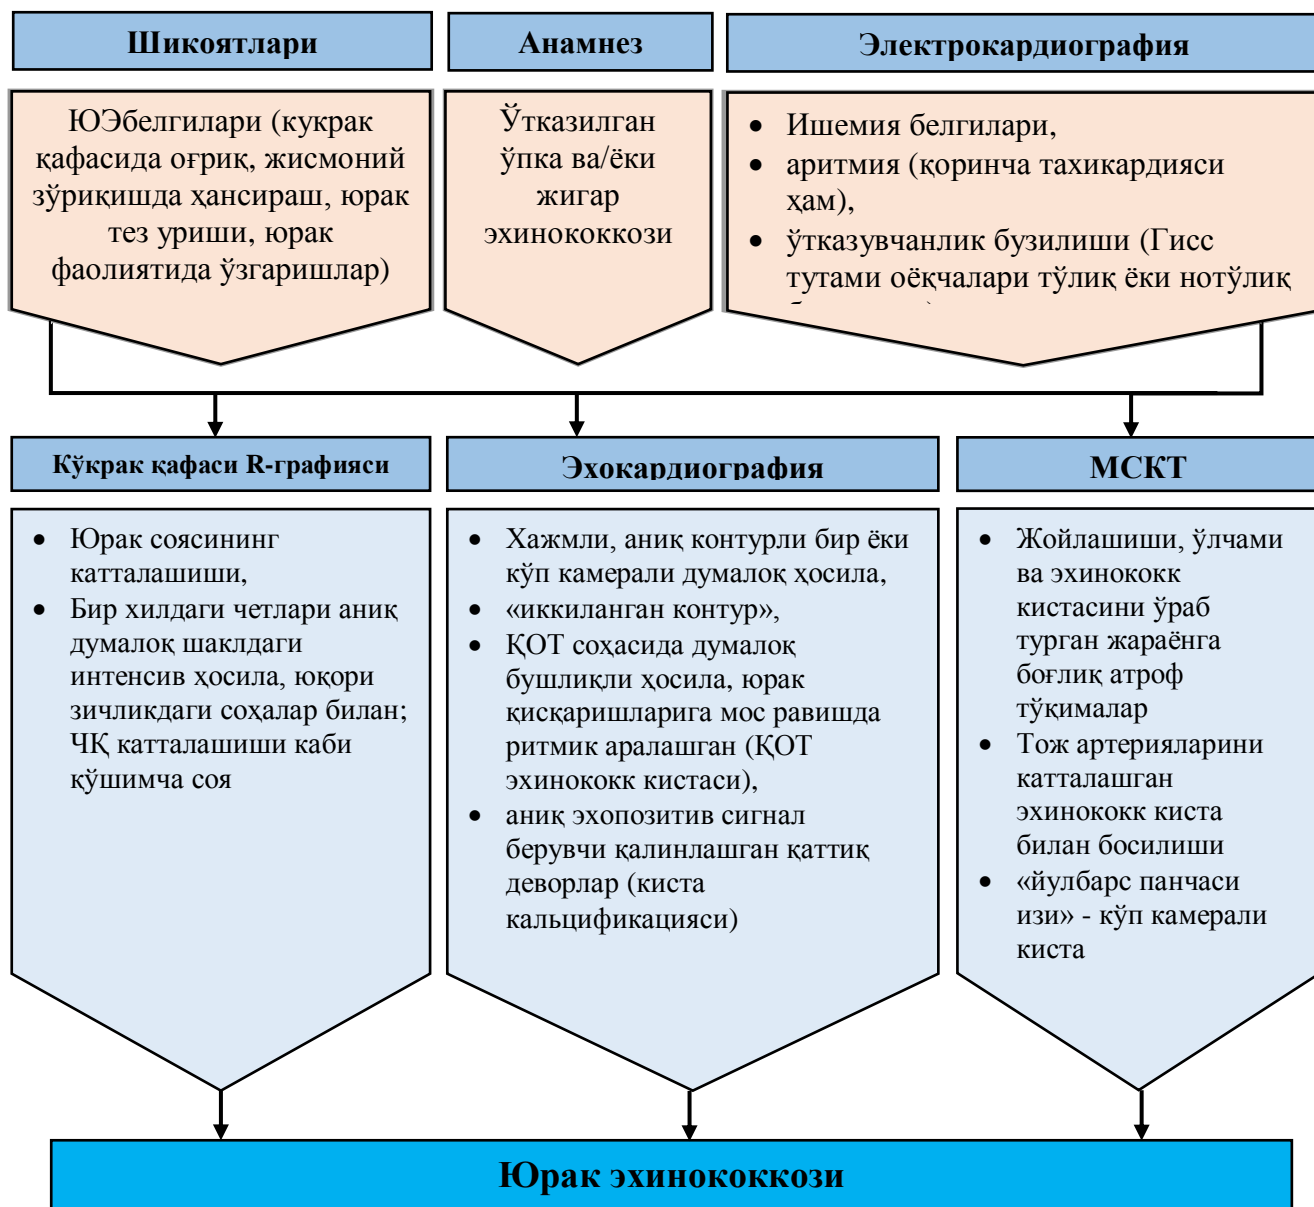 Шикоятлари
ЮЭбелгилари (кукрак
қафасида оғриқ, жисмоний
зўриқишда ҳансираш, юрак
тез уриши, юрак
фаолиятида ўзгаришлар)
Анамнез
Ўтказилган
ўпка ва/ёки
жигар
эхинококкози
Электрокардиография
• Ишемия белгилари,
• аритмия (қоринча тахикардияси
ҳам),
• ўтказувчанлик бузилиши (Гисс
тутами оёқчалари тўлиқ ёки нотўлиқ
Кўкрак қафаси R-графияси
• Юрак соясининг
катталашиши,
• Бир хилдаги четлари аниқ
думалоқ шаклдаги
интенсив ҳосила, юқори
зичликдаги соҳалар билан;
ЧҚ катталашиши каби
қўшимча соя
Эхокардиография
• Хажмли, аниқ контурли бир ёки
кўп камерали думалоқ ҳосила,
• «иккиланган контур»,
• ҚОТ соҳасида думалоқ
бушлиқли ҳосила, юрак
қисқаришларига мос равишда
ритмик аралашган (ҚОТ
эхинококк кистаси),
• аниқ эхопозитив сигнал
берувчи қалинлашган қаттиқ
деворлар (киста
кальцификацияси)
МСКТ
• Жойлашиши, ўлчами
ва эхинококк
кистасини ўраб
турган жараёнга
боғлиқ атроф
тўқималар
• Тож артерияларини
катталашган
эхинококк киста
билан босилиши
• «йулбарс панчаси
изи» - кўп камерали
киста
Юрак эхинококкози